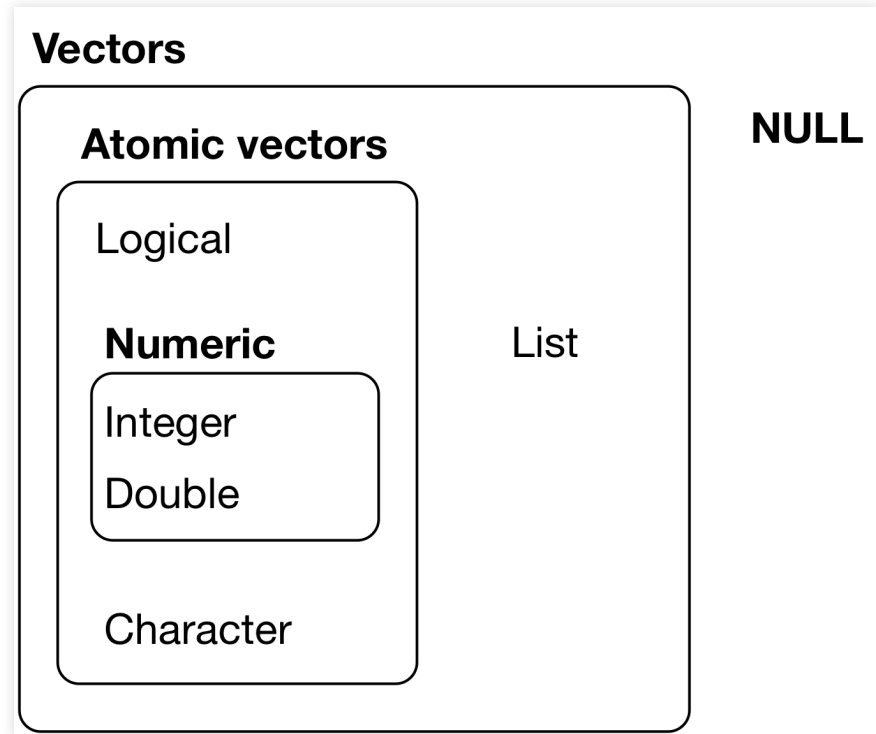 Vectors
Atomic vectors
NULL
Logical
Numeric
List
Integer
Double
Character